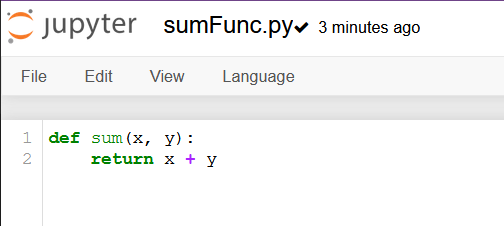 jupyter sumFunc.py✔ 3 minutes ago
File Edit View Language
1 def sum(x, y):
2     return x + y